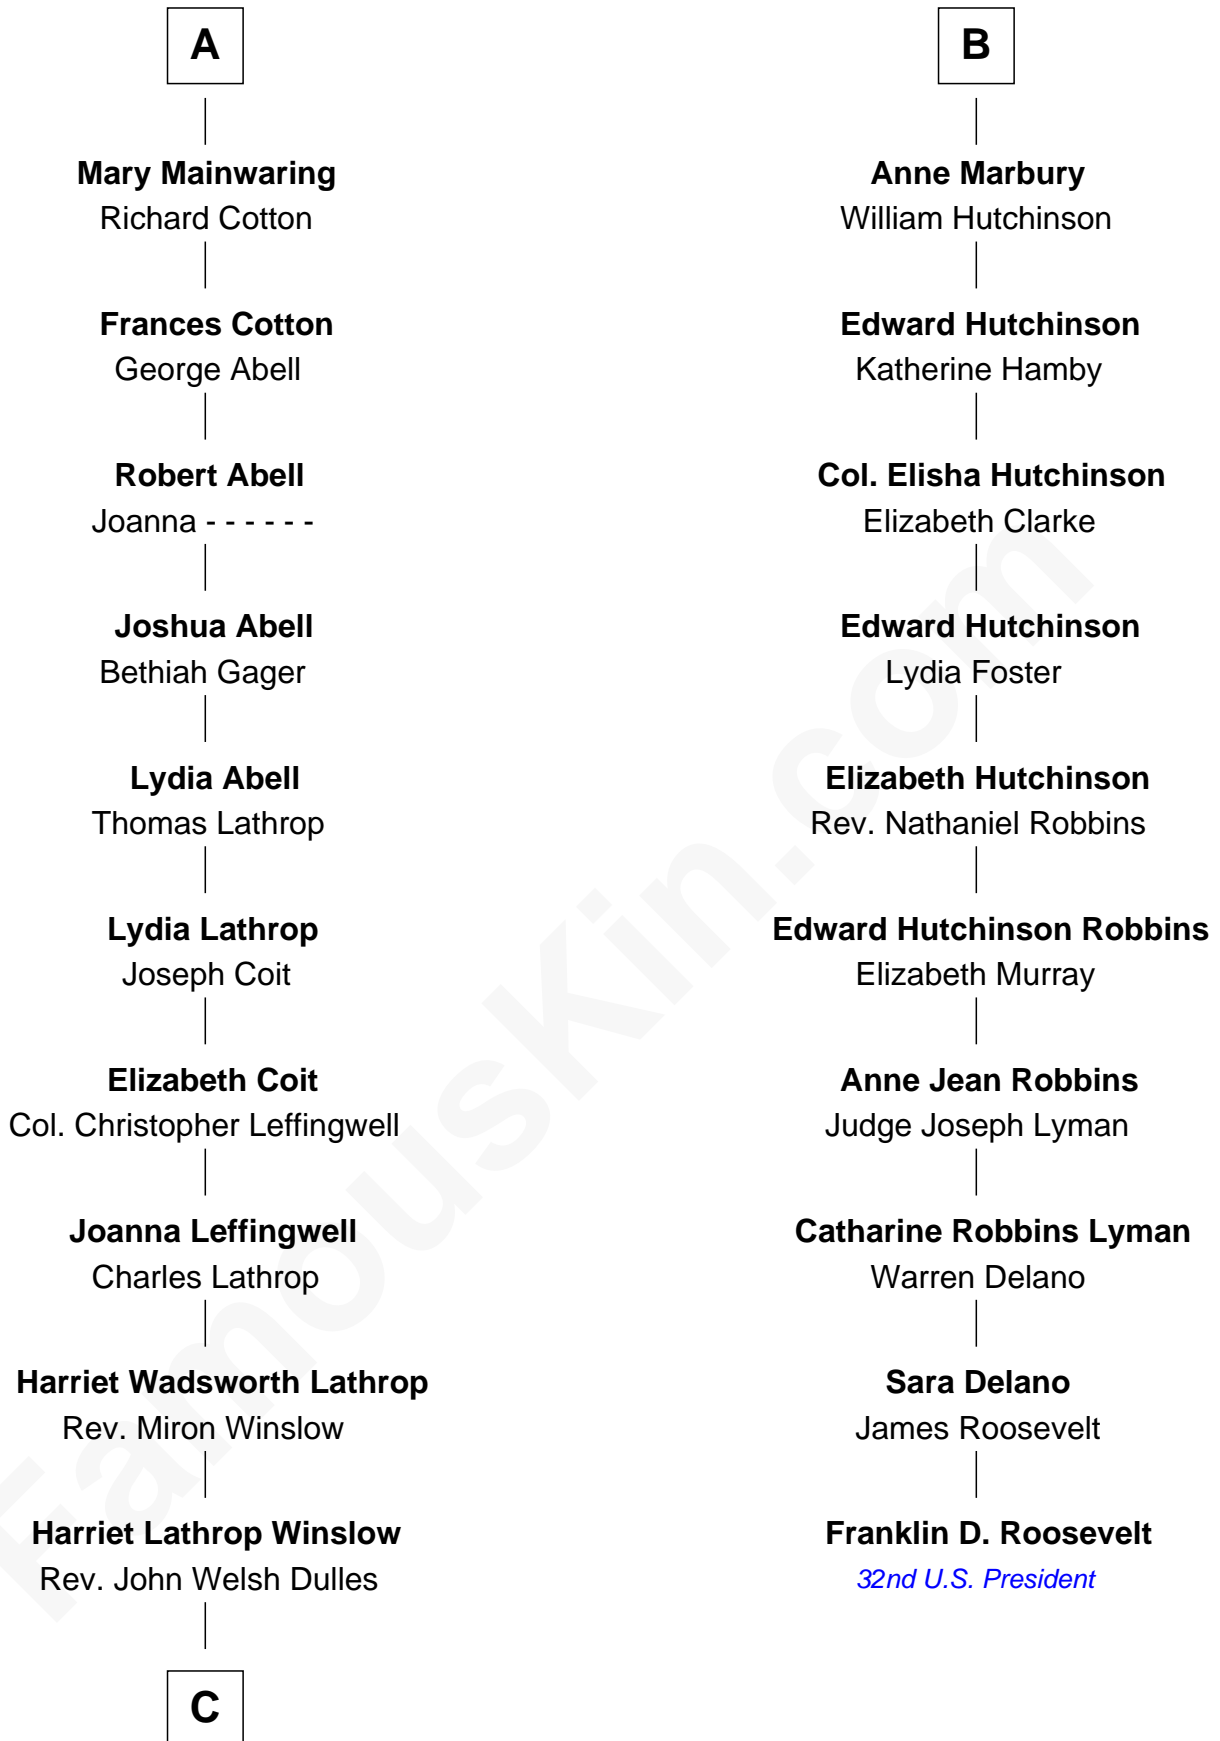 A
Mary Mainwaring
Richard Cotton
Frances Cotton
George Abell
Robert Abell
Joanna - - - - - -
Joshua Abell
Bethiah Gager
Lydia Abell
Thomas Lathrop
Lydia Lathrop
Joseph Coit
Elizabeth Coit
Col. Christopher Leffingwell
Joanna Leffingwell
Charles Lathrop
Harriet Wadsworth Lathrop
Rev. Miron Winslow
Harriet Lathrop Winslow
Rev. John Welsh Dulles
C
B
Anne Marbury
William Hutchinson
Edward Hutchinson
Katherine Hamby
Col. Elisha Hutchinson
Elizabeth Clarke
Edward Hutchinson
Lydia Foster
Elizabeth Hutchinson
Rev. Nathaniel Robbins
Edward Hutchinson Robbins
Elizabeth Murray
Anne Jean Robbins
Judge Joseph Lyman
Catharine Robbins Lyman
Warren Delano
Sara Delano
James Roosevelt
Franklin D. Roosevelt
32nd U.S. President
FamousKin.com